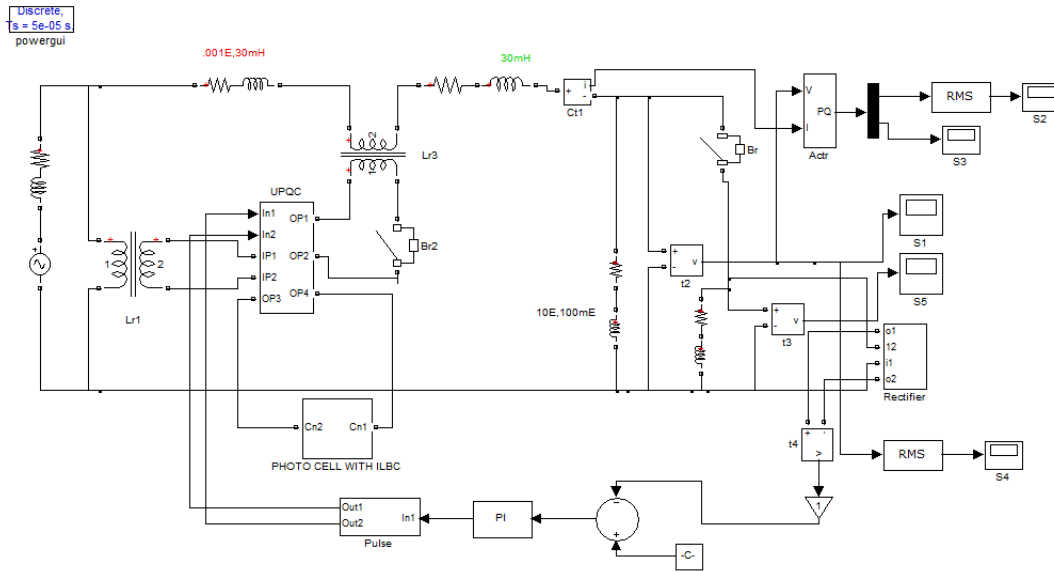 Discrete,
Ts = 5e-05 s.
powergui
.001E,30mH
30mH
i
+
-
Ct1
V
I
PQ
Actr
RMS
S2
S3
Br
2
1
Lr3
UPQC
In1
In2
IP1
IP2
OP3
OP1
OP2
OP4
Br2
S1
+
-
v
t2
S5
+
1
2
Lr1
10E,100mE
+
-
v
t3
o1
12
i1
o2
Rectifier
Cn2
Cn1
PHOTO CELL WITH ILBC
+
-
v
t4
RMS
S4
Out1
Out2
In1
Pulse
PI
−
+
1
-C-